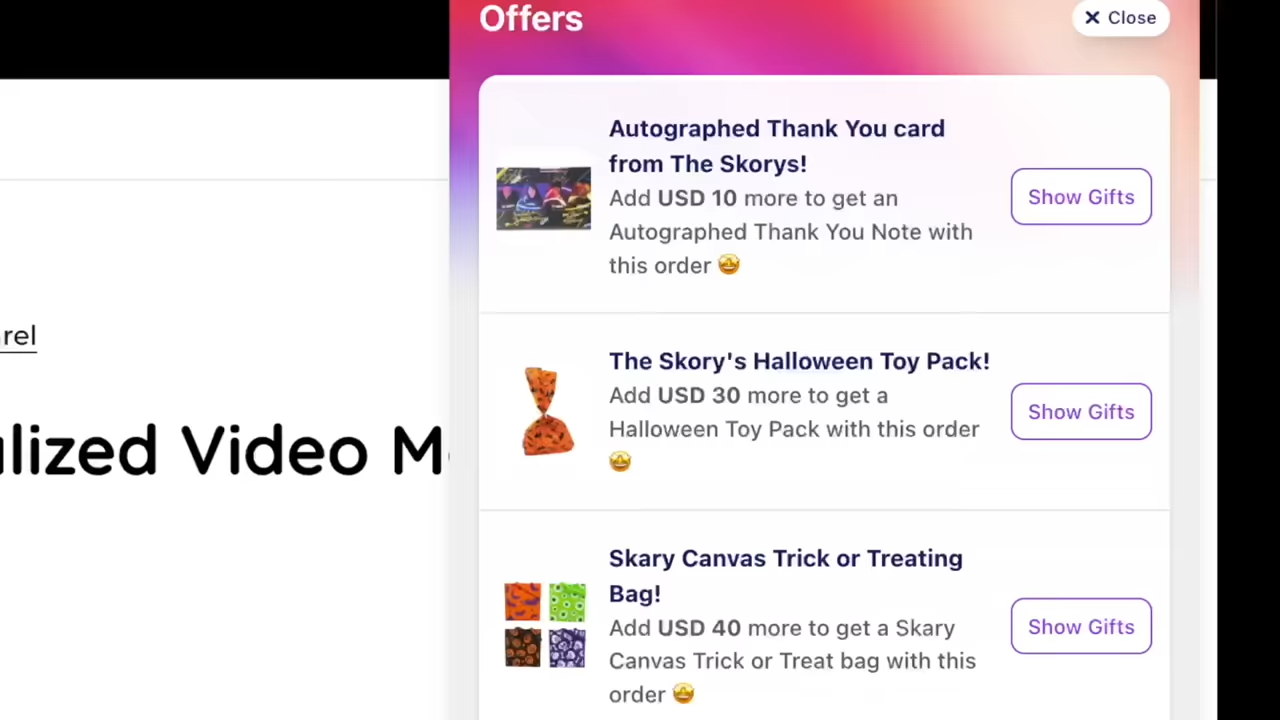 Offers
× Close
Autographed Thank You card
from The Skorys!
Add USD 10 more to get an
Autographed Thank You Note with
this order 🤩
Show Gifts
rel
The Skory's Halloween Toy Pack!
Add USD 30 more to get a
Halloween Toy Pack with this order
🤩
Show Gifts
lized Video M
Skary Canvas Trick or Treating
Bag!
Add USD 40 more to get a Skary
Canvas Trick or Treat bag with this
order 🤩
Show Gifts